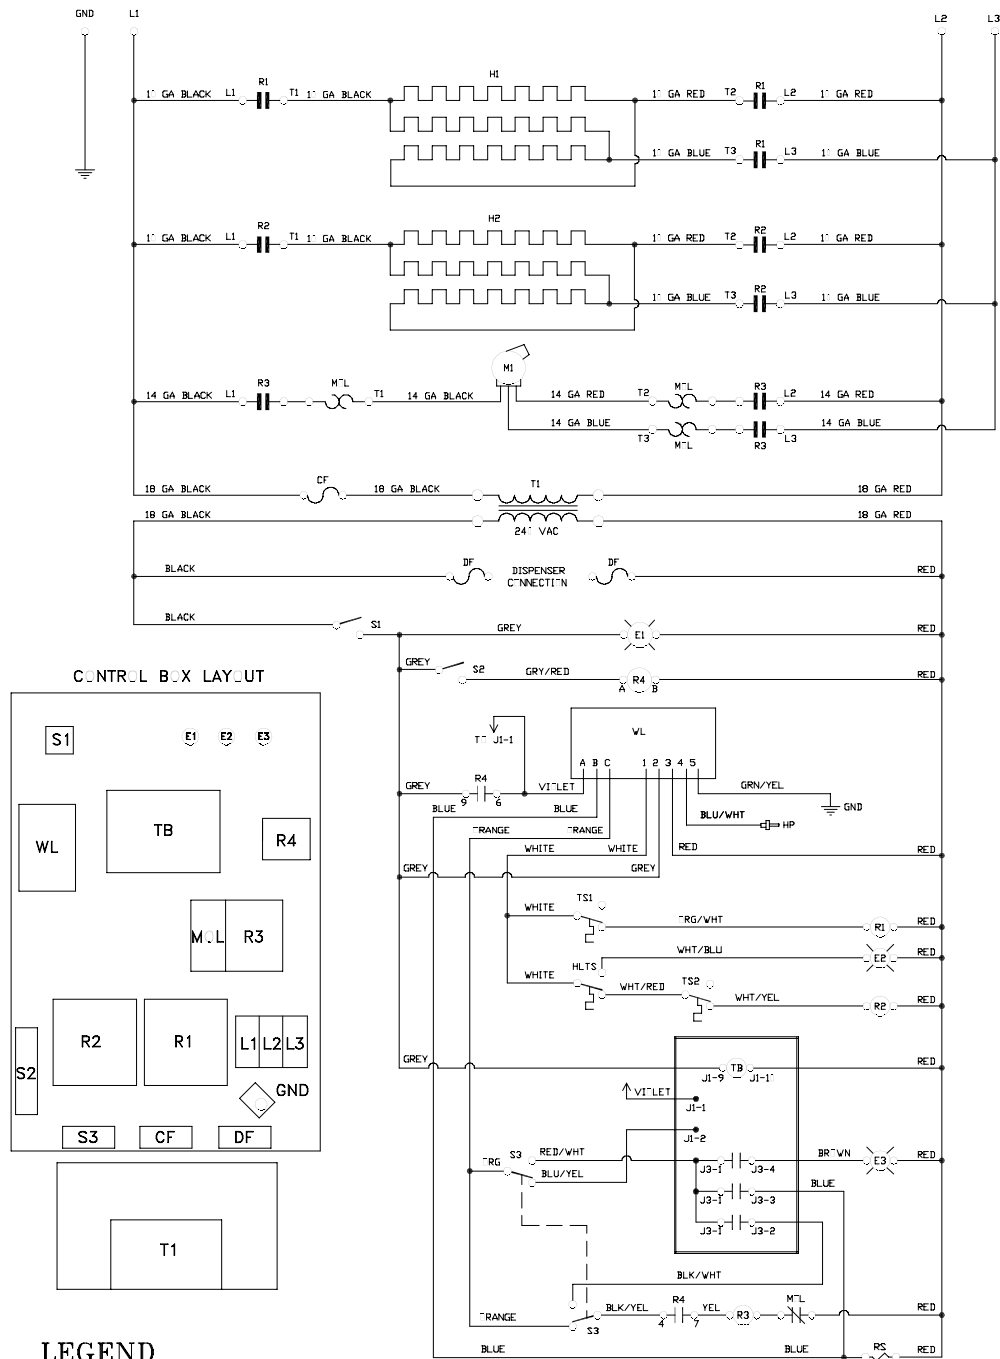 GND L1 L2 L3
H1
R1 R1
GA BLACK L1 T1 GA BLACK GA RED T2 L2 GA RED
R1
GA BLUE T3 L3 GA BLUE
H2
R2 R2
GA BLACK L1 T1 GA BLACK GA RED T2 L2 GA RED
R2
GA BLUE T3 L3 GA BLUE
M1
R3 R3
14 GA BLACK L1 T1 14 GA BLACK 14 GA RED T2 L2 14 GA RED
14 GA BLUE T3 L3 14 GA BLUE
R3
CF T1
18 GA BLACK 18 GA BLACK 18 GA RED
18 GA BLACK 18 GA RED
VAC
DF DISPENSER DF
BLACK RED
BLACK S1 GREY E1 RED
GREY S2 GRY/RED R4 RED
A B
CONTROL BOX LAYOUT
S1 E1 E2 E3
WL TB R4
MOL R3
R2 R1 L1 L2 L3
S2 GND
S3 CF DF
T1
LEGEND
J1-1 WL
A B C 1 2 3 4 5
GREY R4 GRN/YEL
9 6
BLUE BLUE GND
BLU/WHT HP
WHITE WHITE RED RED
GREY GREY
TS1
WHITE R1 RED
WHT/BLU E2 RED
HLTS
WHITE WHT/RED TS2 WHT/YEL R2 RED
GREY J1-9 TB RED
J1-1
J1-2
S3 RED/WHT J3-1 J3-4 E3 RED
BLU/YEL BLUE
J3-1 J3-3
J3-1 J3-2
BLK/WHT
BLK/YEL R4 YEL R3 RED
S3 4 7
BLUE BLUE RS RED